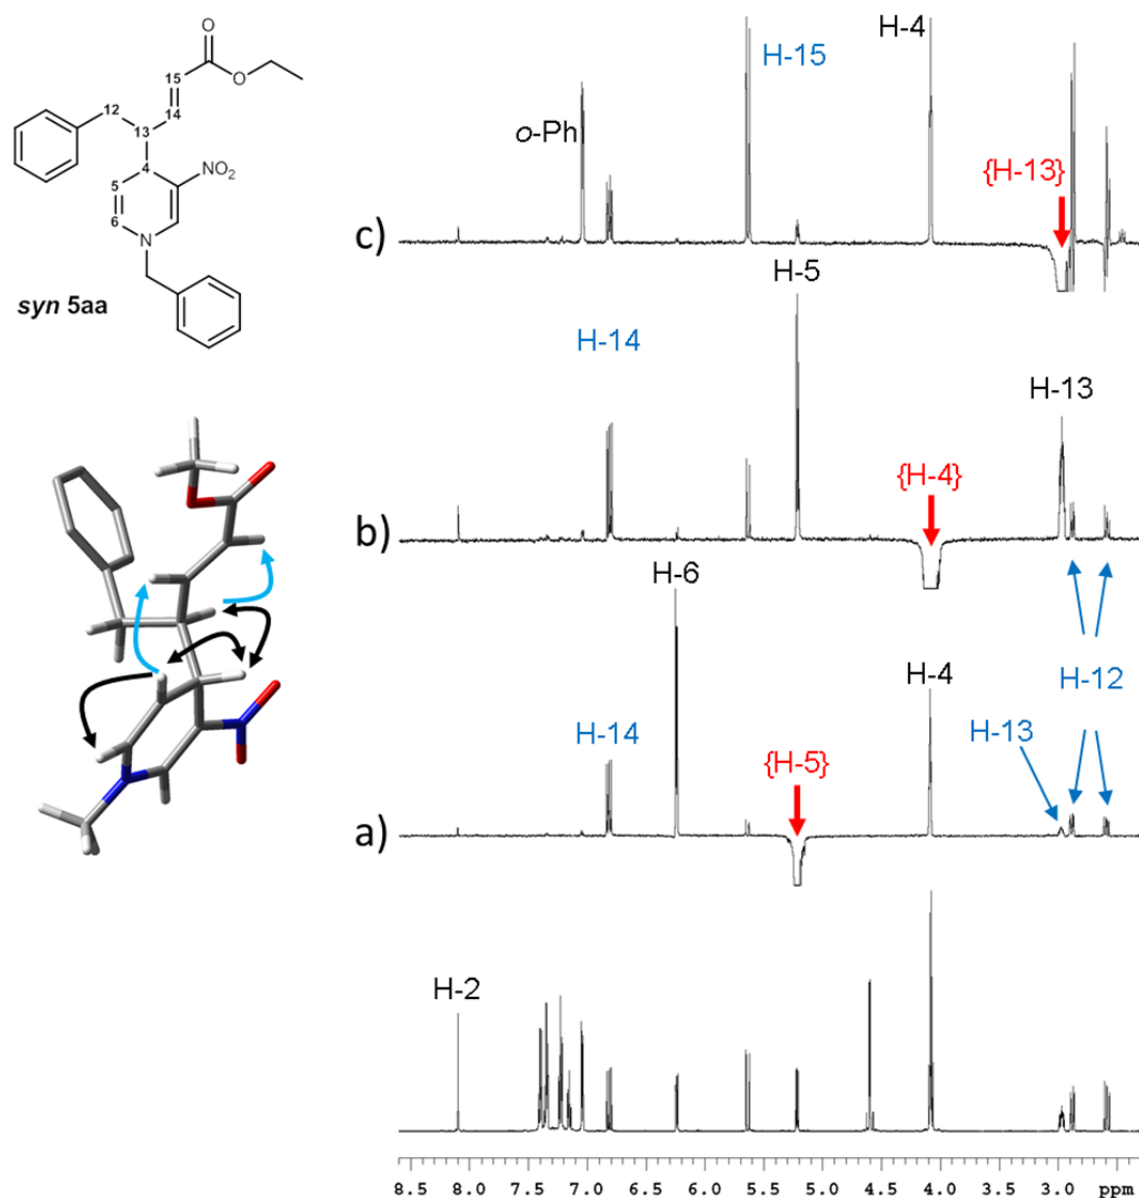 O
O
15
12
14
13
4
NO2
5
6
N
syn 5aa
H-15
H-4
o-Ph
{H-13}
c)
H-5
H-14
H-13
{H-4}
b)
H-6
H-4
H-12
H-14
H-13
{H-5}
a)
H-2
8.5 8.0 7.5 7.0 6.5 6.0 5.5 5.0 4.5 4.0 3.5 3.0 ppm